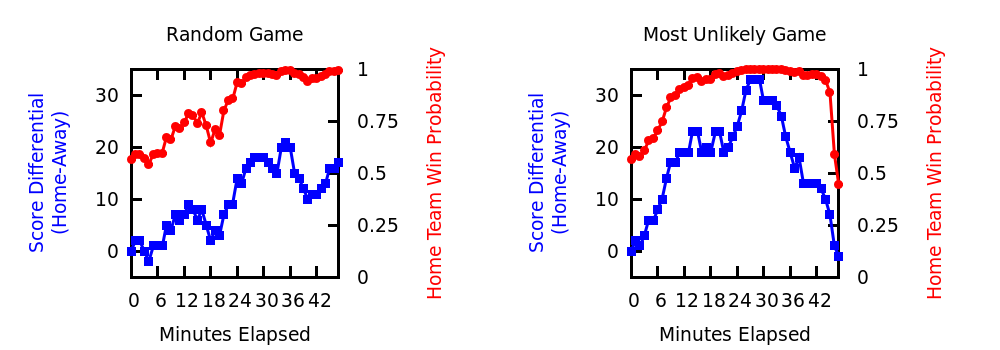 Random Game
Score Differential
(Home-Away)
30
20
10
0
1
0.75
0.5
0.25
0
Home Team Win Probability
0 6 12 18 24 30 36 42
Minutes Elapsed
Most Unlikely Game
Score Differential
(Home-Away)
30
20
10
0
1
0.75
0.5
0.25
0
Home Team Win Probability
0 6 12 18 24 30 36 42
Minutes Elapsed